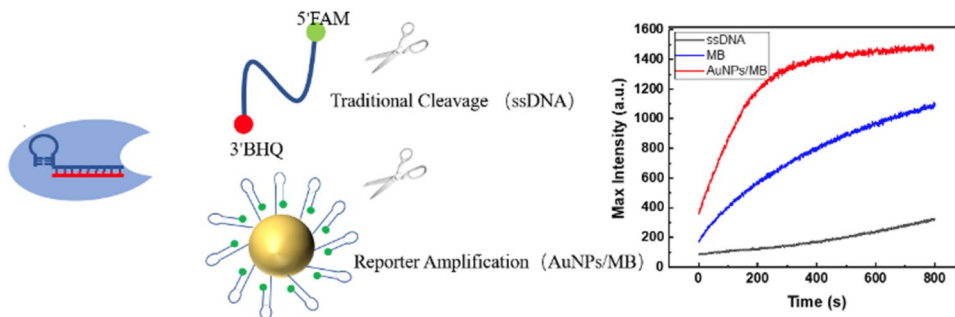 5'FAM
Traditional Cleavage （ssDNA）
3'BHQ
Reporter Amplification （AuNPs/MB）
1600
1400
1200
1000
800
600
400
200
0
Max Intensity (a.u.)
ssDNA
MB
AuNPs/MB
0 200 400 600 800
Time (s)